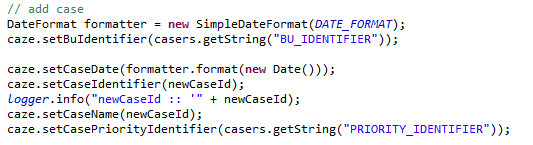 // add case
DateFormat formatter = new SimpleDateFormat(DATE_FORMAT);
caze.setBuIdentifier(casers.getString("BU_IDENTIFIER"));
caze.setCaseDate(formatter.format(new Date()));
caze.setCaseIdentifier(newCaseId);
logger.info("newCaseId :: '" + newCaseId);
caze.setCaseName(newCaseId);
caze.setCasePriorityIdentifier(casers.getString("PRIORITY_IDENTIFIER"));